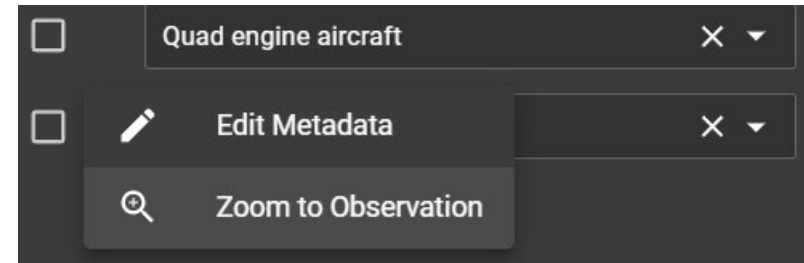 Quad engine aircraft
Edit Metadata
Zoom to Observation